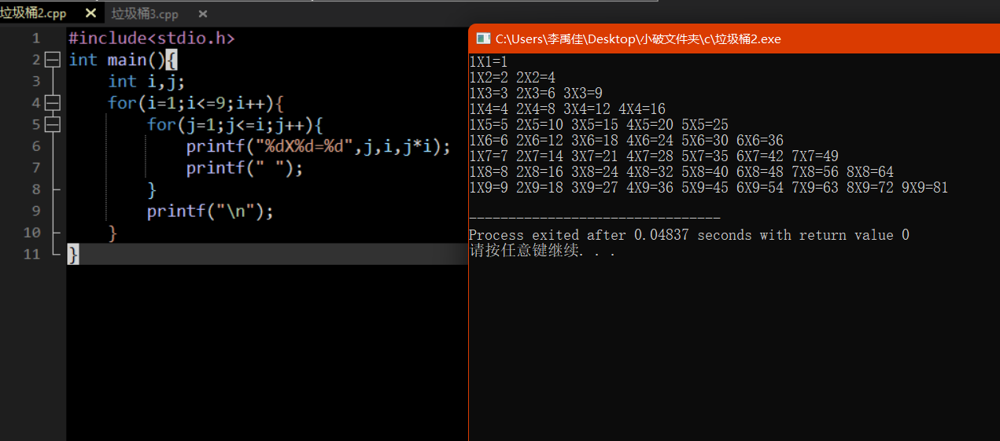 垃圾桶2.cpp × 垃圾桶3.cpp ×
1 #include<stdio.h>
2 int main(){
3 int i,j;
4 for(i=1;i<=9;i++){
5 for(j=1;j<=i;j++){
6 printf("%dX%d=%d",j,i,j*i);
7 printf(" ");
8 }
9 printf("\n");
10 }
11 }
C:\Users\李禹佳\Desktop\小破文件夹\c\垃圾桶2.exe
1X1=1
1X2=2 2X2=4
1X3=3 2X3=6 3X3=9
1X4=4 2X4=8 3X4=12 4X4=16
1X5=5 2X5=10 3X5=15 4X5=20 5X5=25
1X6=6 2X6=12 3X6=18 4X6=24 5X6=30 6X6=36
1X7=7 2X7=14 3X7=21 4X7=28 5X7=35 6X7=42 7X7=49
1X8=8 2X8=16 3X8=24 4X8=32 5X8=40 6X8=48 7X8=56 8X8=64
1X9=9 2X9=18 3X9=27 4X9=36 5X9=45 6X9=54 7X9=63 8X9=72 9X9=81
--------------------------------
Process exited after 0.04837 seconds with return value 0
请按任意键继续. . .